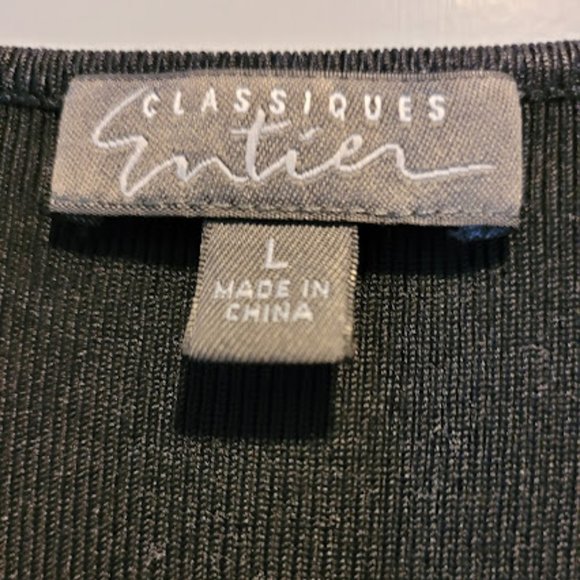 CLASSIQUES
Entier
L
MADE IN
CHINA